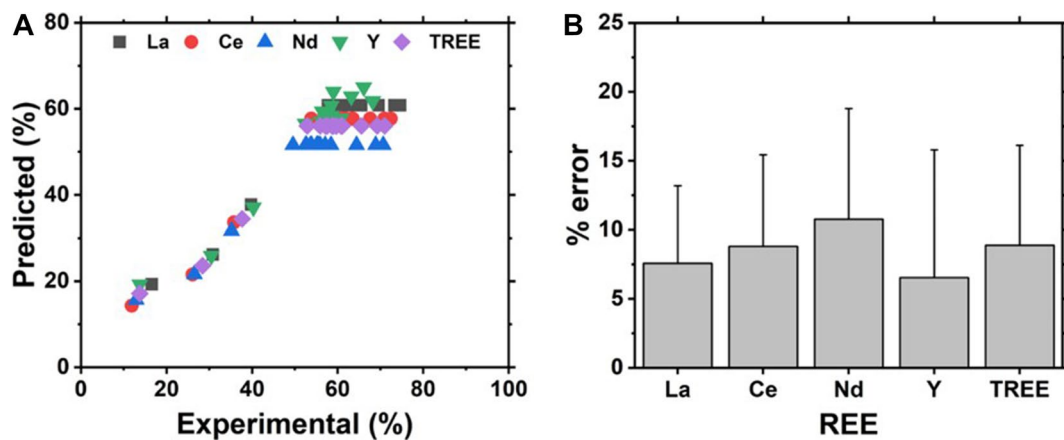 A
La Ce Nd Y TREE
80
60
40
20
0
Predicted (%)
0 20 40 60 80 100
Experimental (%)
B
25
20
15
10
5
0
% error
La Ce Nd Y TREE
REE